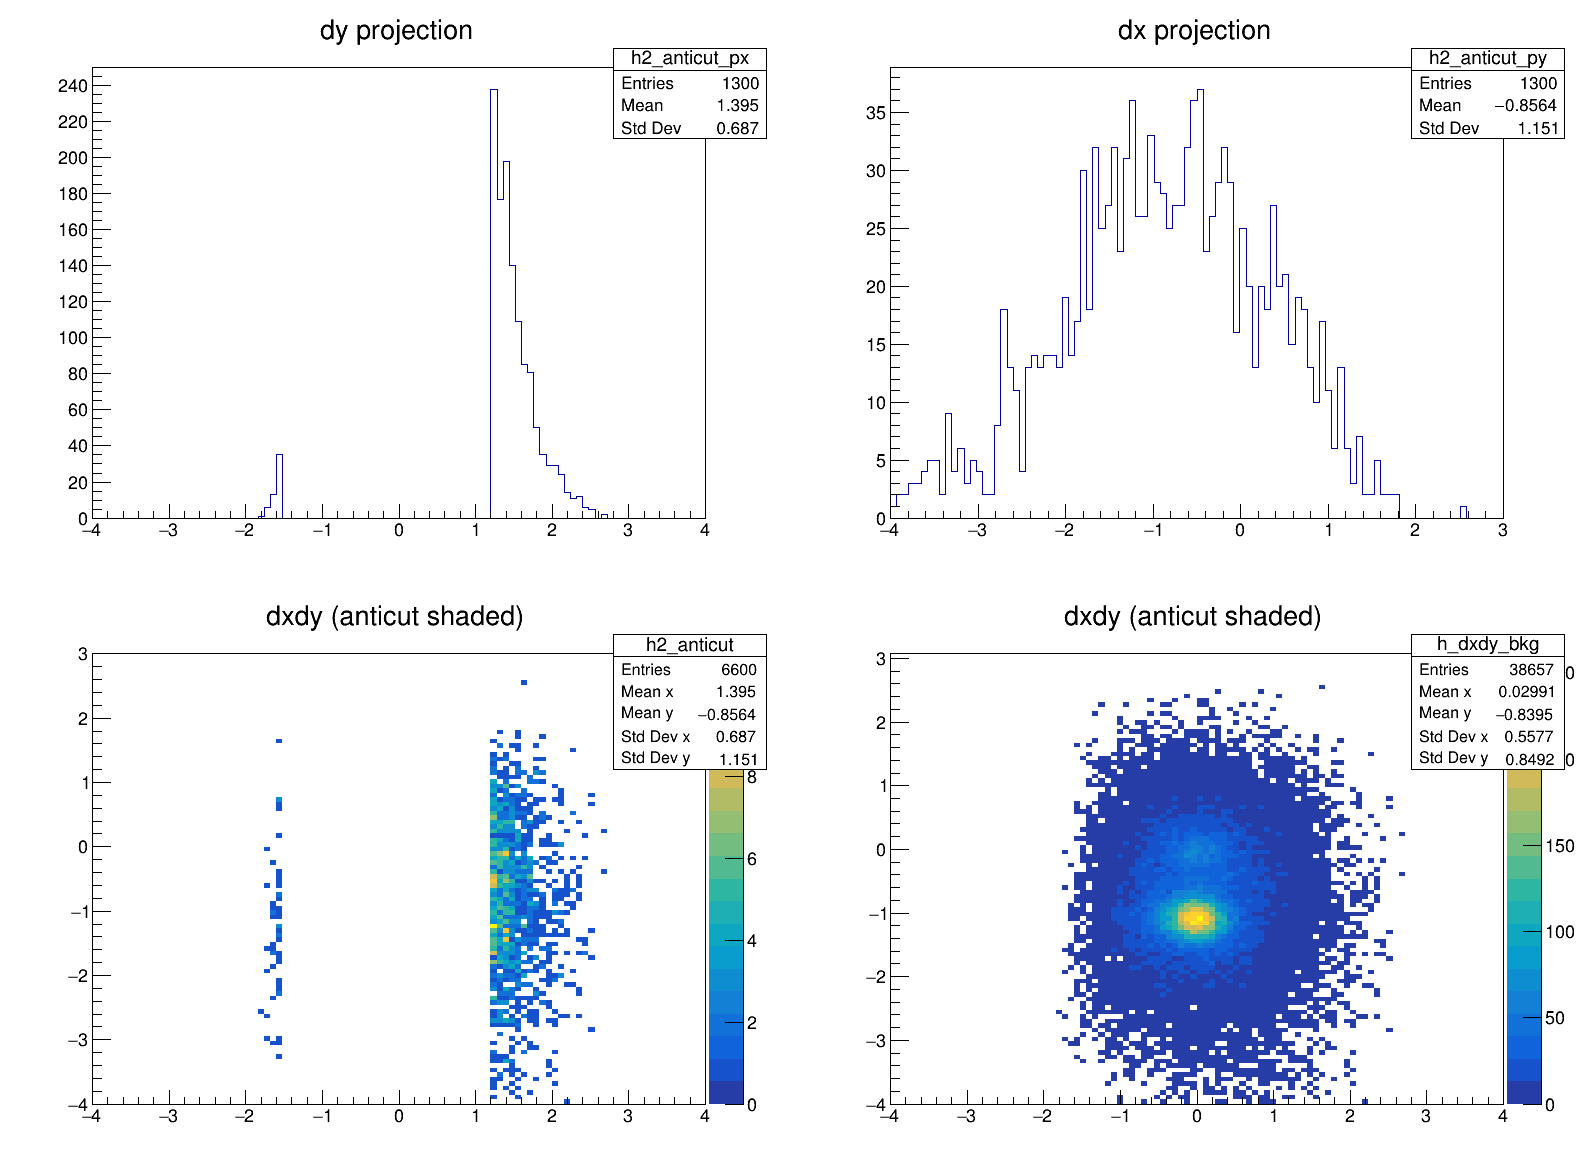 dy projection
h2_anticut_px
Entries 1300
Mean 1.395
Std Dev 0.687
240
220
200
180
160
140
120
100
80
60
40
20
0
−4 −3 −2 −1 0 1 2 3 4
dx projection
h2_anticut_py
Entries 1300
Mean −0.8564
Std Dev 1.151
35
30
25
20
15
10
5
0
−4 −3 −2 −1 0 1 2 3
dxdy (anticut shaded)
h2_anticut
Entries 6600
Mean x 1.395
Mean y −0.8564
Std Dev x 0.687
Std Dev y 1.151
3
2
1
0
−1
−2
−3
−4
−4 −3 −2 −1 0 1 2 3 4
8
6
4
2
0
dxdy (anticut shaded)
h_dxdy_bkg
Entries 38657
Mean x 0.02991
Mean y −0.8395
Std Dev x 0.5577
Std Dev y 0.8492
3
2
1
0
−1
−2
−3
−4
−4 −3 −2 −1 0 1 2 3 4
0
0
150
100
50
0